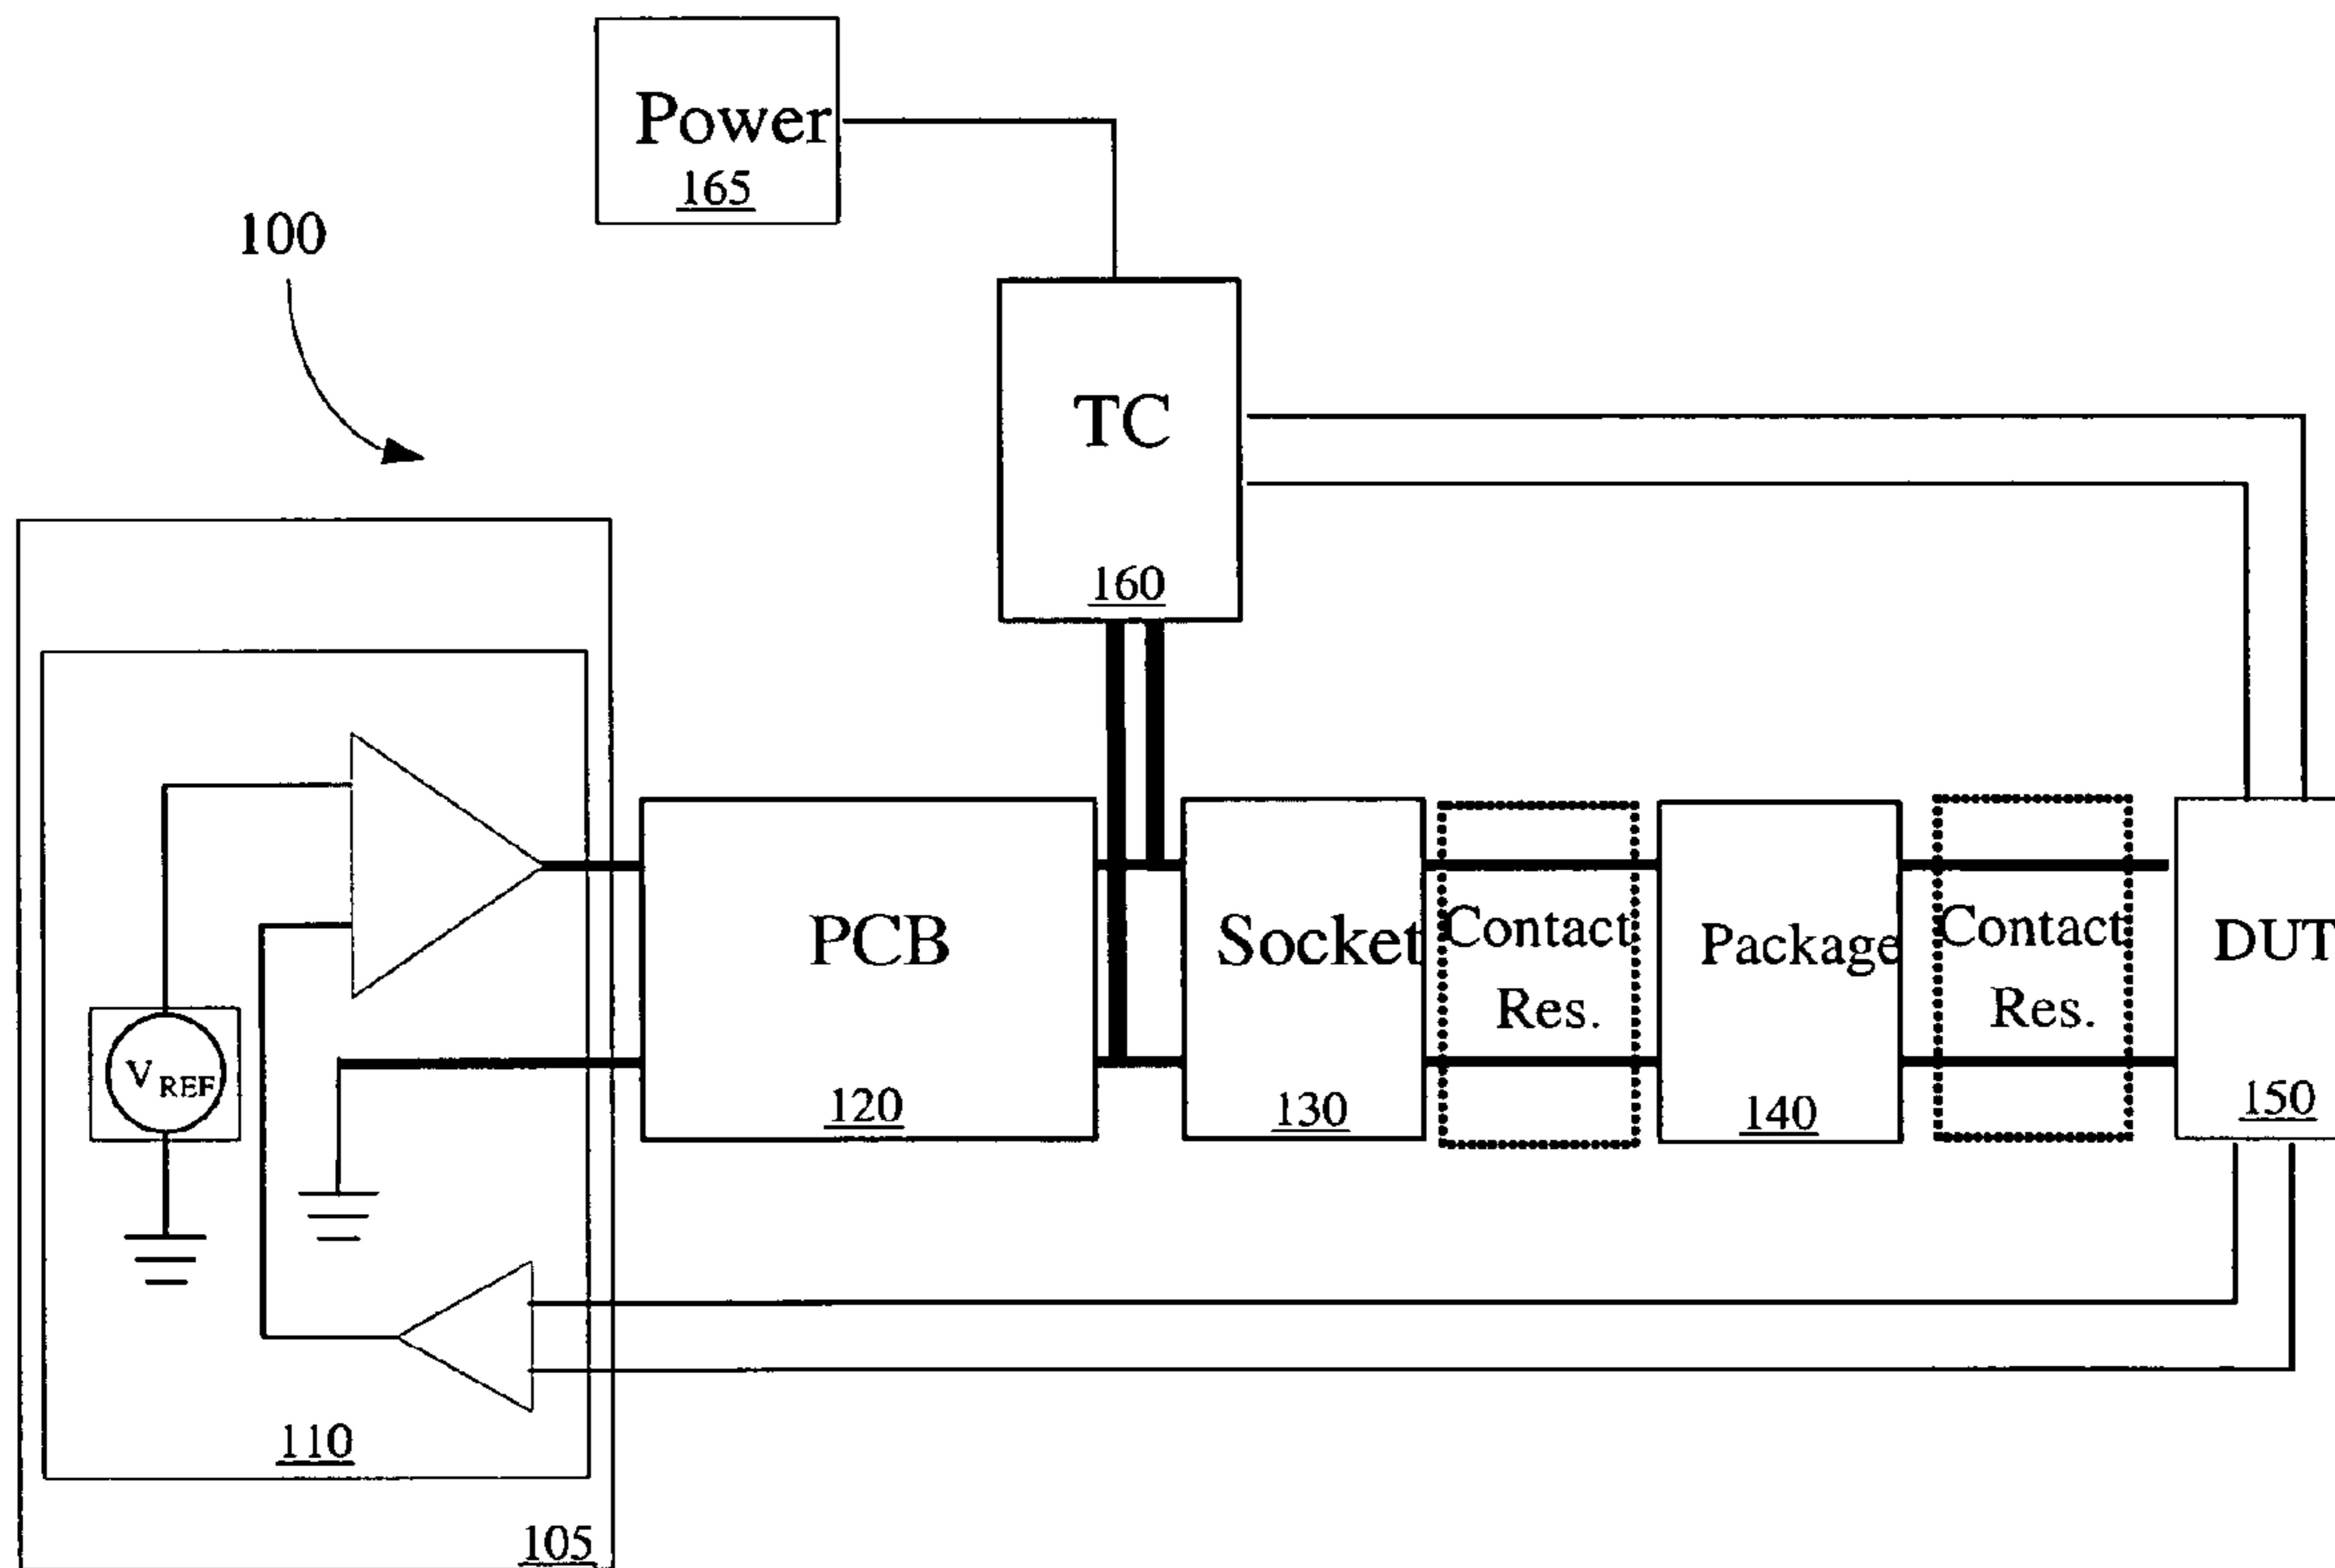 Power
165
100
TC
160
V REF
PCB
120
Socket
130
Contact
Res.
Package
140
Contact
Res.
DUT
150
110
105